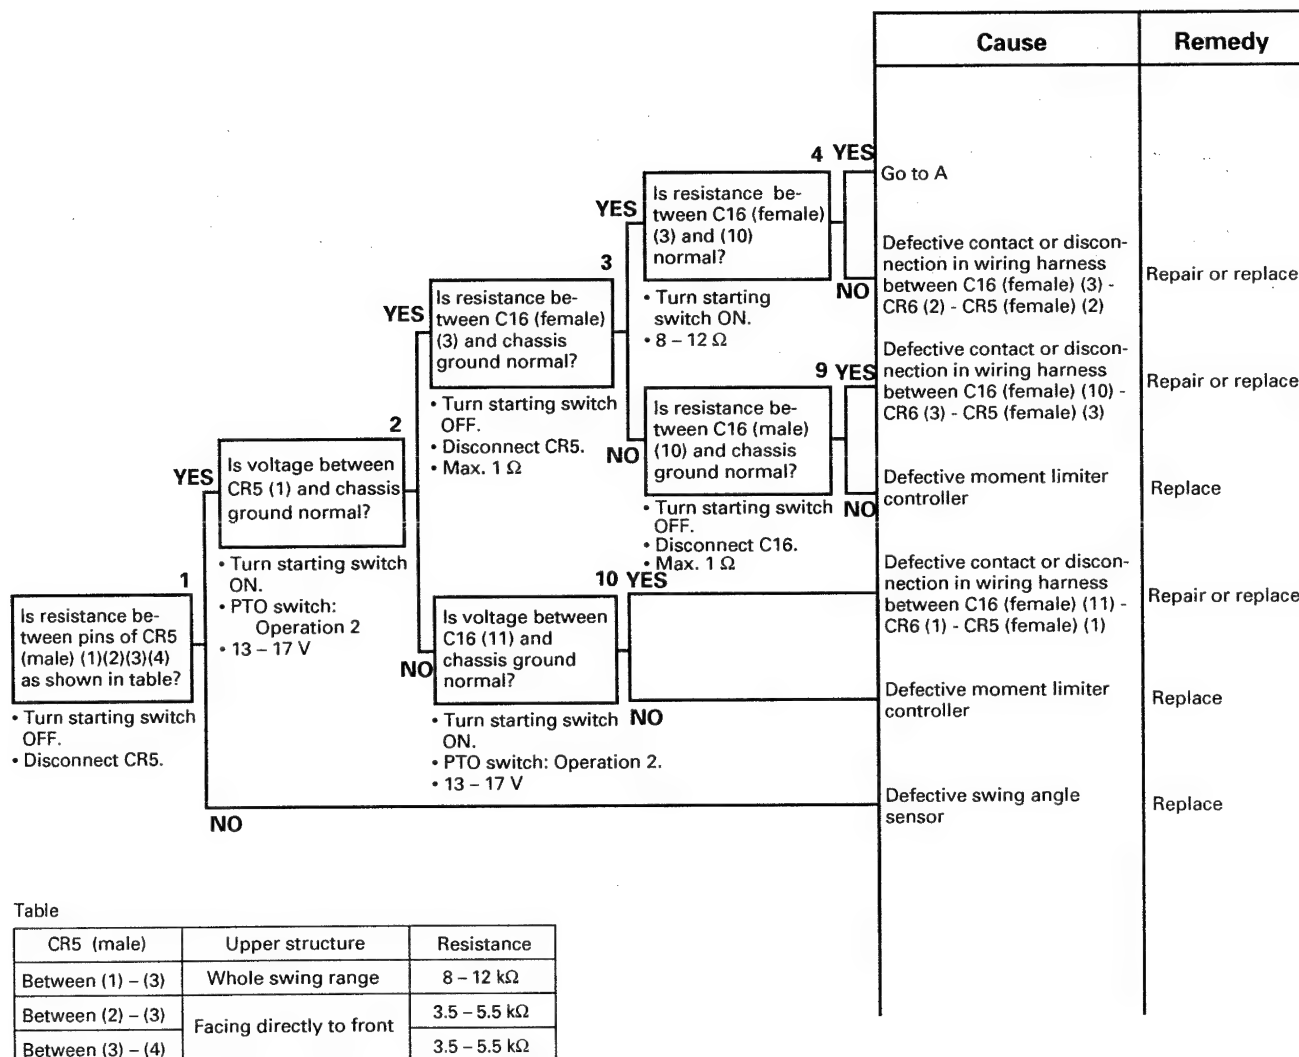 Cause
Remedy
4 YES
Go to A
Is resistance be-
tween C16 (female)
(3) and (10)
normal?
YES
NO
• Turn starting
switch ON.
• 8 – 12 Ω
Defective contact or discon-
nection in wiring harness
between C16 (female) (3) -
CR6 (2) - CR5 (female) (2)
Repair or replace
3
YES
Is resistance be-
tween C16 (female)
(3) and chassis
ground normal?
• Turn starting switch
OFF.
• Disconnect CR5.
• Max. 1 Ω
9 YES
Defective contact or discon-
nection in wiring harness
between C16 (female) (10) -
CR6 (3) - CR5 (female) (3)
Repair or replace
NO
Is resistance be-
tween C16 (male)
(10) and chassis
ground normal?
• Turn starting switch
OFF.
• Disconnect C16.
• Max. 1 Ω
NO
Defective moment limiter
controller
Replace
2
YES
Is voltage between
CR5 (1) and chassis
ground normal?
• Turn starting switch
ON.
• PTO switch:
Operation 2
• 13 – 17 V
10 YES
Defective contact or discon-
nection in wiring harness
between C16 (female) (11) -
CR6 (1) - CR5 (female) (1)
Repair or replace
NO
Is voltage between
C16 (11) and
chassis ground
normal?
• Turn starting switch
ON.
• PTO switch: Operation 2.
• 13 – 17 V
NO
Defective moment limiter
controller
Replace
1
Is resistance be-
tween pins of CR5
(male) (1)(2)(3)(4)
as shown in table?
• Turn starting switch
OFF.
• Disconnect CR5.
NO
Defective swing angle
sensor
Replace
Table
CR5 (male) Upper structure Resistance
Between (1) – (3) Whole swing range 8 – 12 kΩ
Between (2) – (3) Facing directly to front 3.5 – 5.5 kΩ
Between (3) – (4) 3.5 – 5.5 kΩ